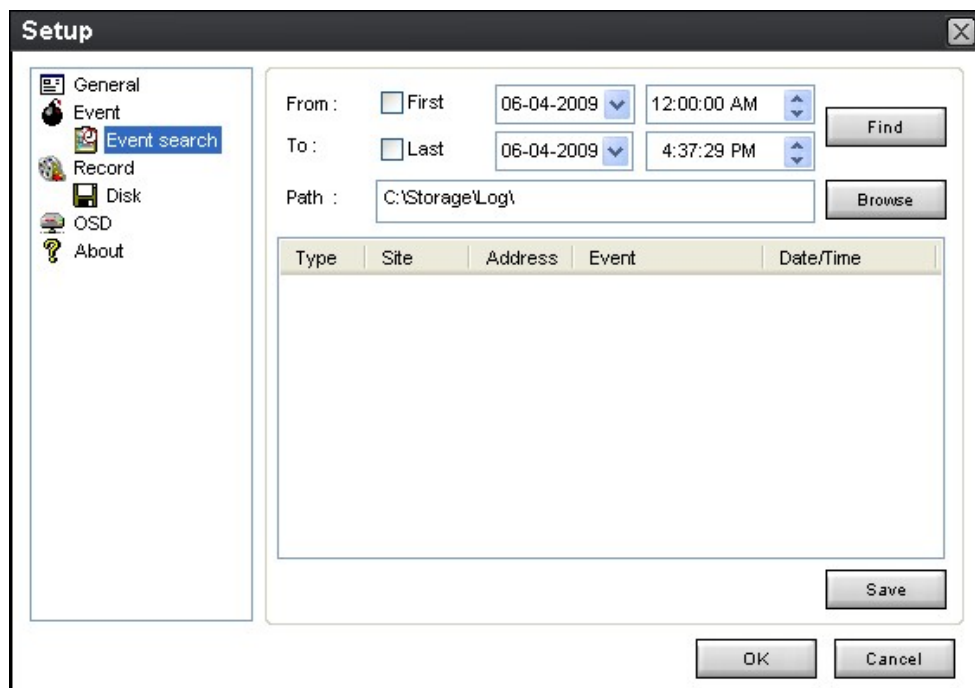 Setup
General
Event
Event search
Record
Disk
OSD
About
From : First 06-04-2009 12:00:00 AM
Find
To : Last 06-04-2009 4:37:29 PM
Path : C:\Storage\Log\ Browse
Type Site Address Event Date/Time
Save
OK Cancel